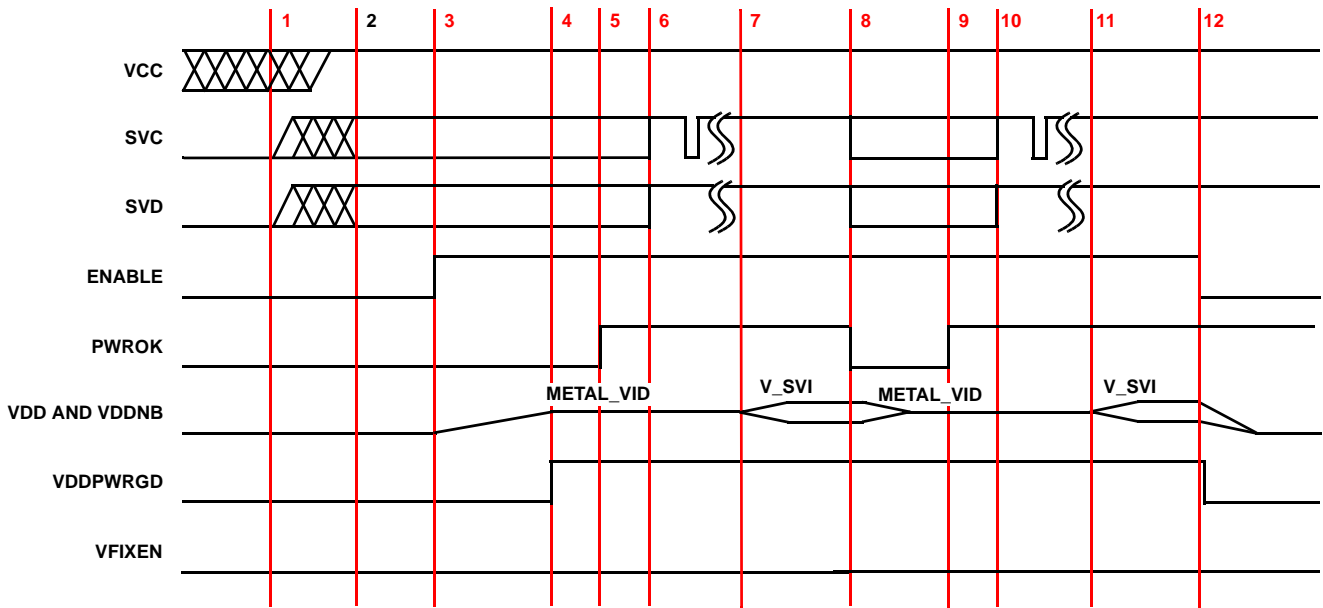 1 2 3 4 5 6 7 8 9 10 11 12
VCC
SVC
SVD
ENABLE
PWROK
METAL_VID V_SVI METAL_VID V_SVI
VDD AND VDDNB
VDDPWRGD
VFIXEN